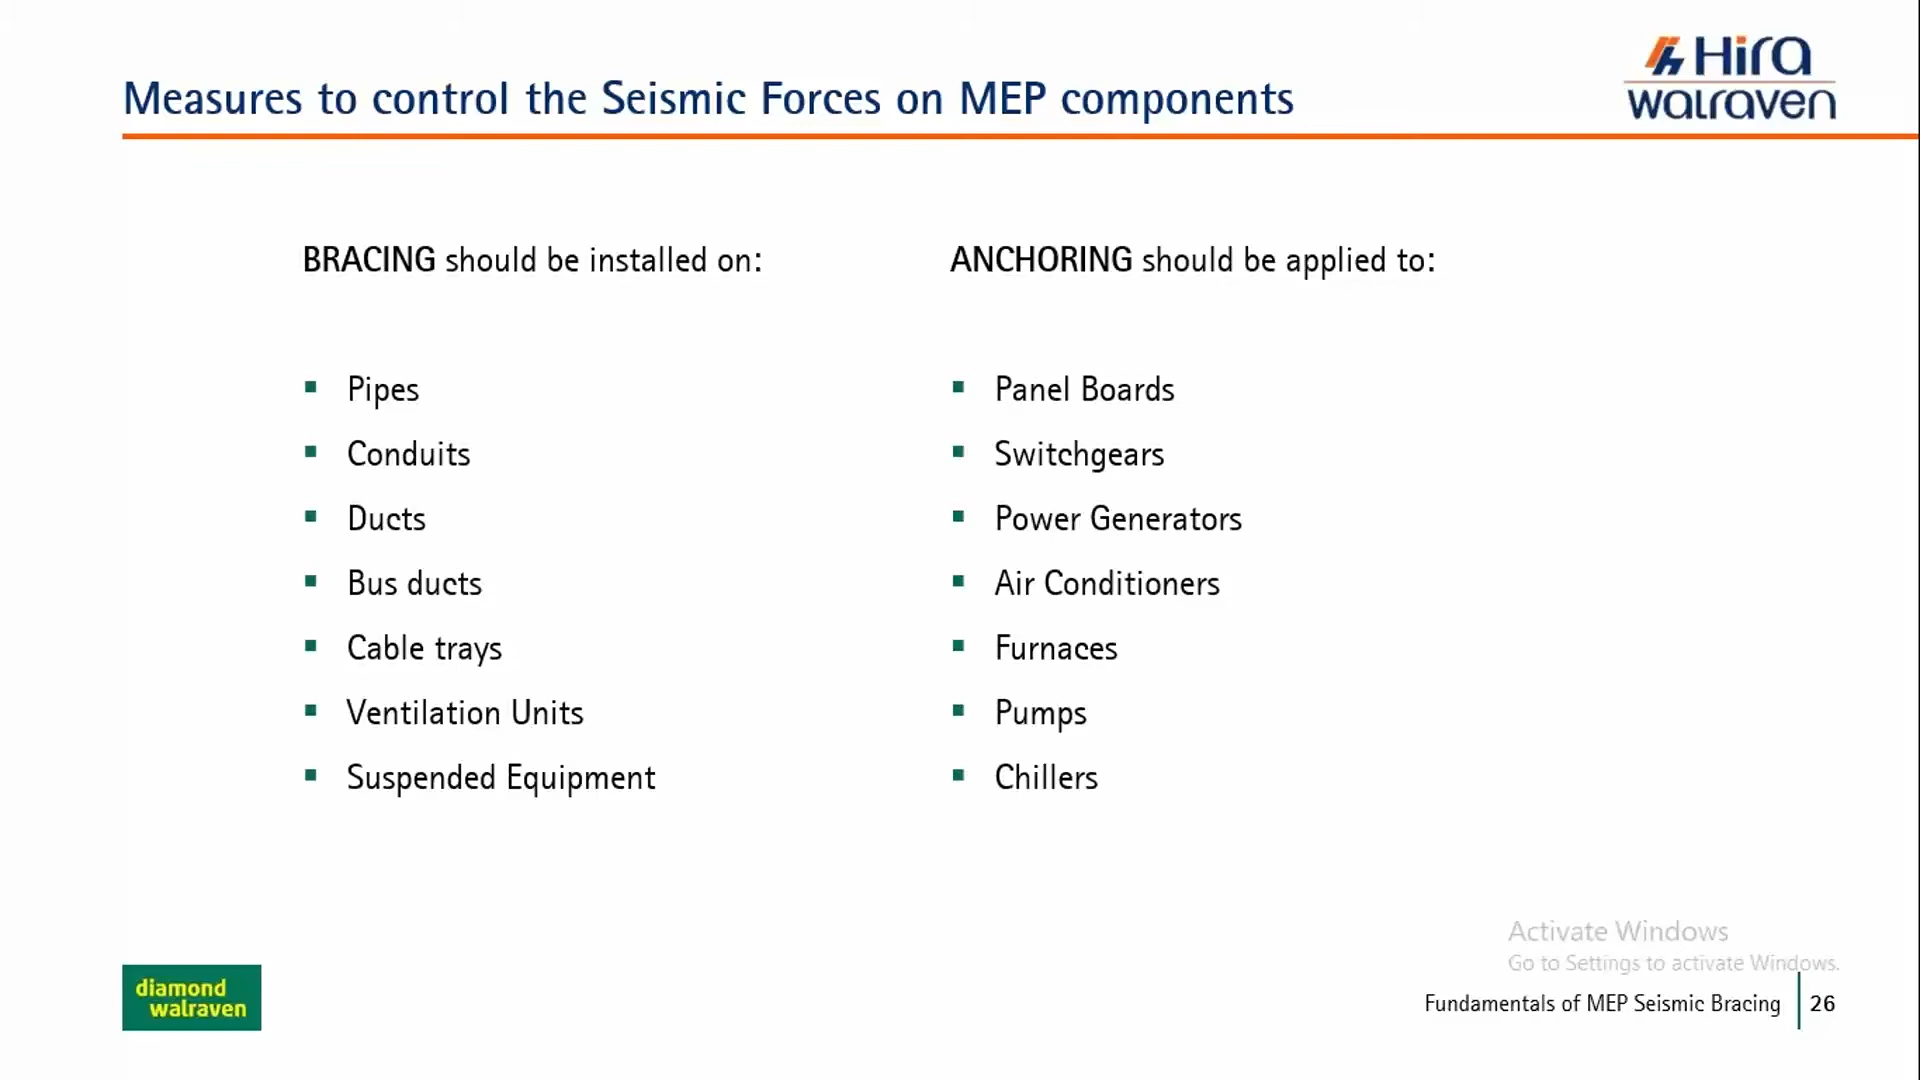 Hira
walraven
Measures to control the Seismic Forces on MEP components
BRACING should be installed on:
Pipes
Conduits
Ducts
Bus ducts
Cable trays
Ventilation Units
Suspended Equipment
ANCHORING should be applied to:
Panel Boards
Switchgears
Power Generators
Air Conditioners
Furnaces
Pumps
Chillers
Activate Windows
Go to Settings to activate Windows.
diamond
walraven
Fundamentals of MEP Seismic Bracing
26